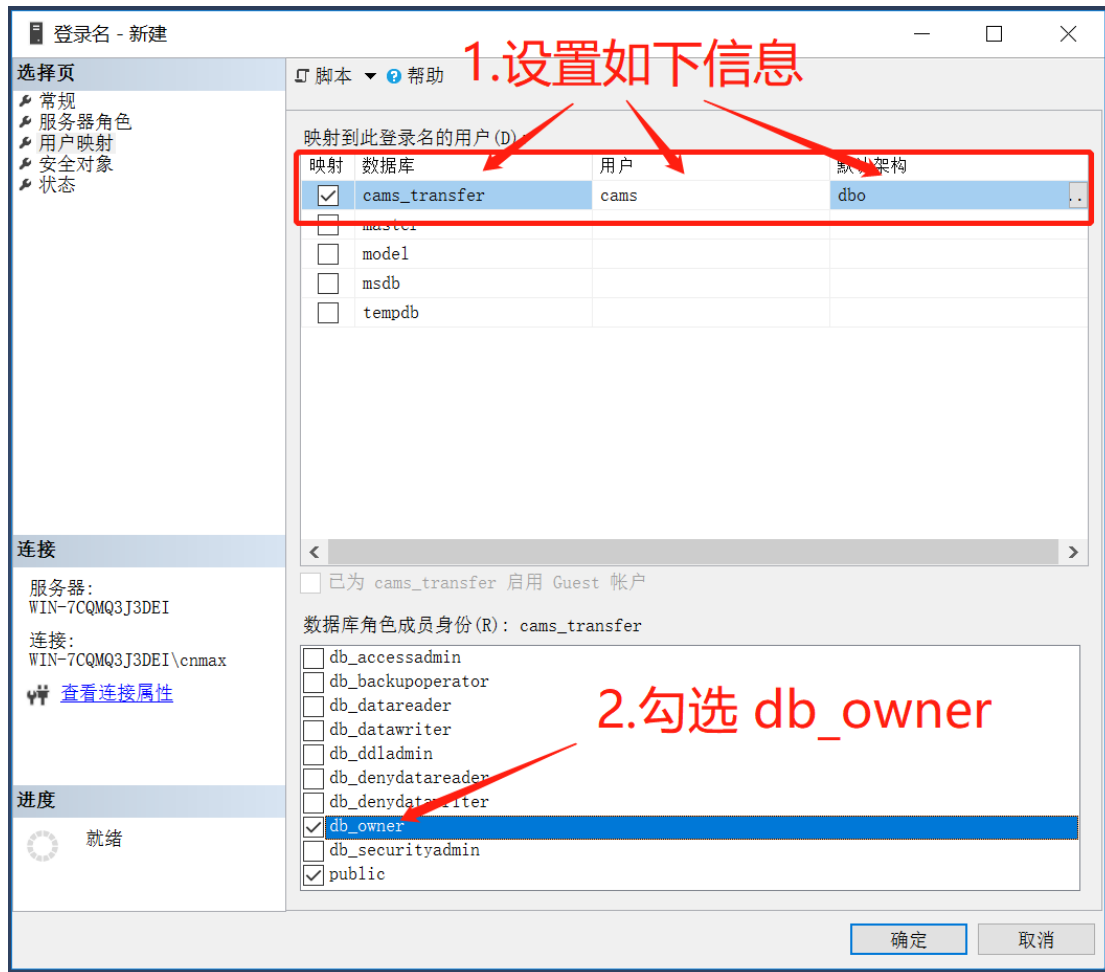 登录名 - 新建
1.设置如下信息
选择页
常规
服务器角色
用户映射
安全对象
状态
脚本 帮助
映射到此登录名的用户(D):
映射 数据库 用户 默认架构
cams_transfer cams dbo ..
master
model
msdb
tempdb
已为 cams_transfer 启用 Guest 帐户
连接
服务器:
WIN-7CQMQ3J3DEI
连接:
WIN-7CQMQ3J3DEI\cnmax
查看连接属性
进度
就绪
数据库角色成员身份(R): cams_transfer
db_accessadmin
db_backupoperator
db_datareader
db_datawriter
db_ddladmin
db_denydatareader
db_denydatawriter
db_owner
db_securityadmin
public
2.勾选 db_owner
确定 取消